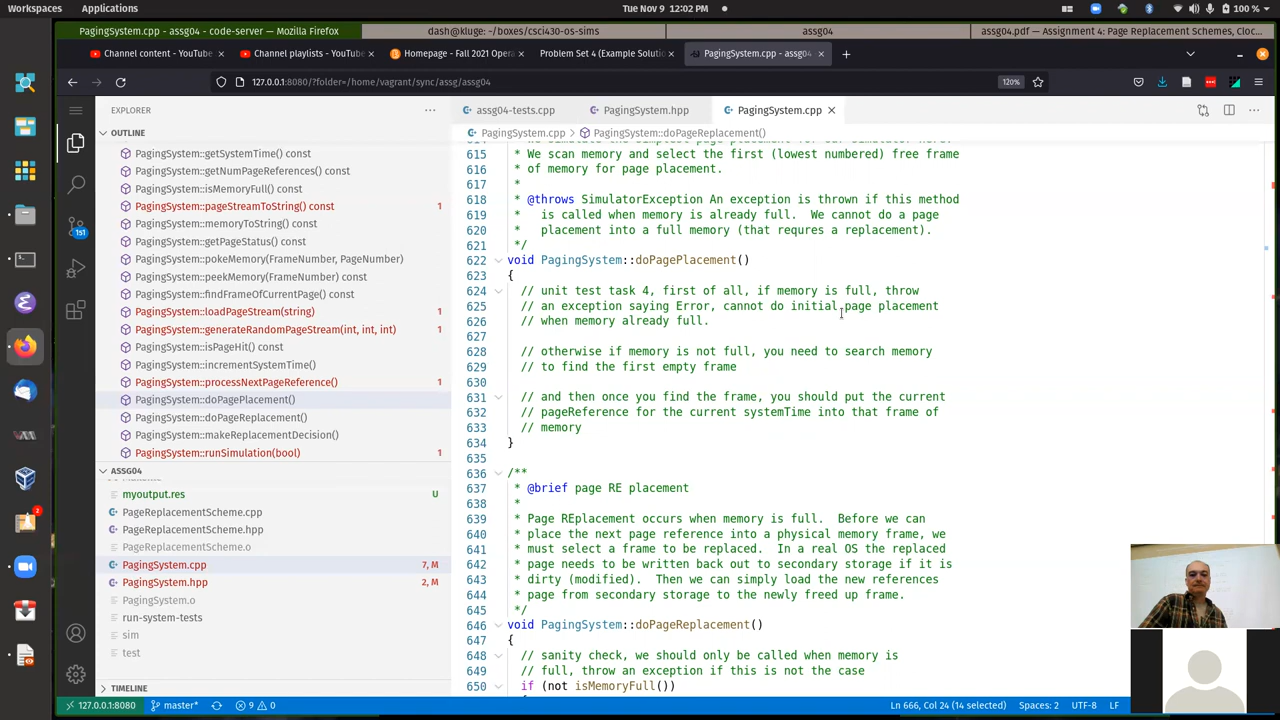 Workspaces Applications Tue Nov 9 12:02 PM 100 %
PagingSystem.cpp - assg04 - code-server — Mozilla Firefox
dash@kluge: ~/boxes/csci430-os-sims
assg04
assg04.pdf — Assignment 4: Page Replacement Schemes, Cloc...
Channel content - YouTube
Channel playlists - YouTube
Homepage - Fall 2021 Opera
Problem Set 4 (Example Solutio
PagingSystem.cpp - assg04
127.0.0.1:8080/?folder=/home/vagrant/sync/assg/assg04
120%
EXPLORER
OUTLINE
PagingSystem::getSystemTime() const
PagingSystem::getNumPageReferences() const
PagingSystem::isMemoryFull() const
PagingSystem::pageStreamToString() const 1
PagingSystem::memoryToString() const
PagingSystem::getPageStatus() const
PagingSystem::pokeMemory(FrameNumber, PageNumber)
PagingSystem::peekMemory(FrameNumber) const
PagingSystem::findFrameOfCurrentPage() const
PagingSystem::loadPageStream(string) 1
PagingSystem::generateRandomPageStream(int, int, int) 1
PagingSystem::isPageHit() const
PagingSystem::incrementSystemTime()
PagingSystem::processNextPageReference() 1
PagingSystem::doPagePlacement()
PagingSystem::doPageReplacement()
PagingSystem::makeReplacementDecision()
PagingSystem::runSimulation(bool) 1
ASSG04
myoutput.res U
PageReplacementScheme.cpp
PageReplacementScheme.hpp
PageReplacementScheme.o
PagingSystem.cpp 7, M
PagingSystem.hpp 2, M
PagingSystem.o
run-system-tests
sim
test
TIMELINE
151
2
assg04-tests.cpp
PagingSystem.hpp
PagingSystem.cpp
PagingSystem.cpp > PagingSystem::doPageReplacement()
615 * We scan memory and select the first (lowest numbered) free frame
616 * of memory for page placement.
617 *
618 * @throws SimulatorException An exception is thrown if this method
619 * is called when memory is already full. We cannot do a page
620 * placement into a full memory (that requres a replacement).
621 */
622 void PagingSystem::doPagePlacement()
623 {
624 // unit test task 4, first of all, if memory is full, throw
625 // an exception saying Error, cannot do initial page placement
626 // when memory already full.
627
628 // otherwise if memory is not full, you need to search memory
629 // to find the first empty frame
630
631 // and then once you find the frame, you should put the current
632 // pageReference for the current systemTime into that frame of
633 // memory
634 }
635
636 /**
637 * @brief page RE placement
638 *
639 * Page REplacement occurs when memory is full. Before we can
640 * place the next page reference into a physical memory frame, we
641 * must select a frame to be replaced. In a real OS the replaced
642 * page needs to be written back out to secondary storage if it is
643 * dirty (modified). Then we can simply load the new references
644 * page from secondary storage to the newly freed up frame.
645 */
646 void PagingSystem::doPageReplacement()
647 {
648 // sanity check, we should only be called when memory is
649 // full, throw an exception if this is not the case
650 if (not isMemoryFull())
127.0.0.1:8080 master* 9 0 Ln 666, Col 24 (14 selected) Spaces: 2 UTF-8 LF